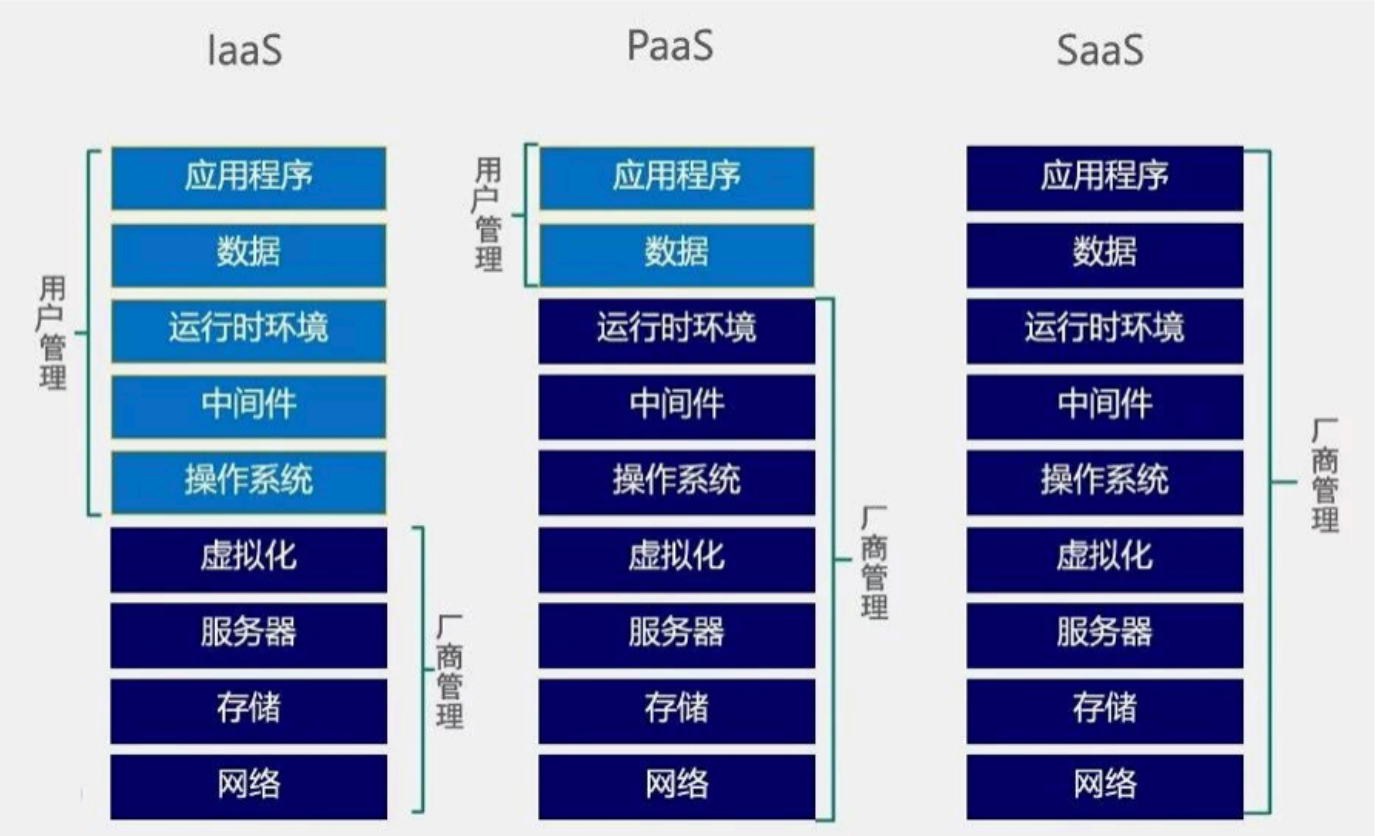 IaaS
PaaS
SaaS
用户管理
应用程序
数据
运行时环境
中间件
操作系统
虚拟化
服务器
存储
网络
厂商管理
用户管理
应用程序
数据
运行时环境
中间件
操作系统
虚拟化
服务器
存储
网络
厂商管理
应用程序
数据
运行时环境
中间件
操作系统
虚拟化
服务器
存储
网络
厂商管理